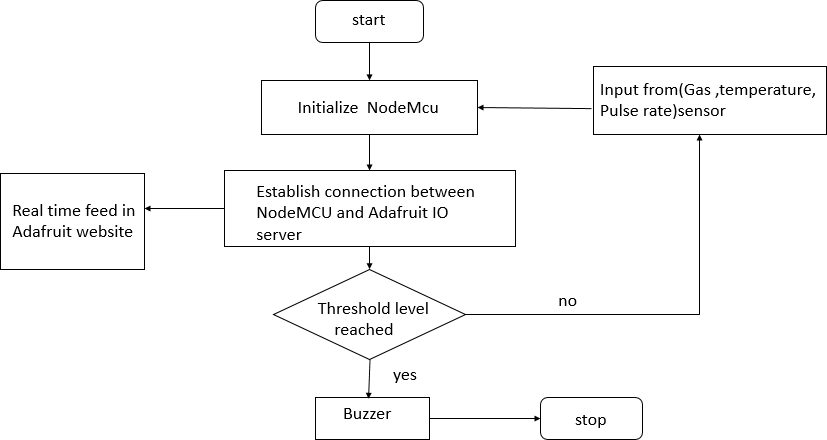 start
Initialize NodeMcu
Input from(Gas ,temperature,
Pulse rate)sensor
Establish connection between
NodeMCU and Adafruit IO
server
Real time feed in
Adafruit website
Threshold level
reached
no
yes
Buzzer
stop